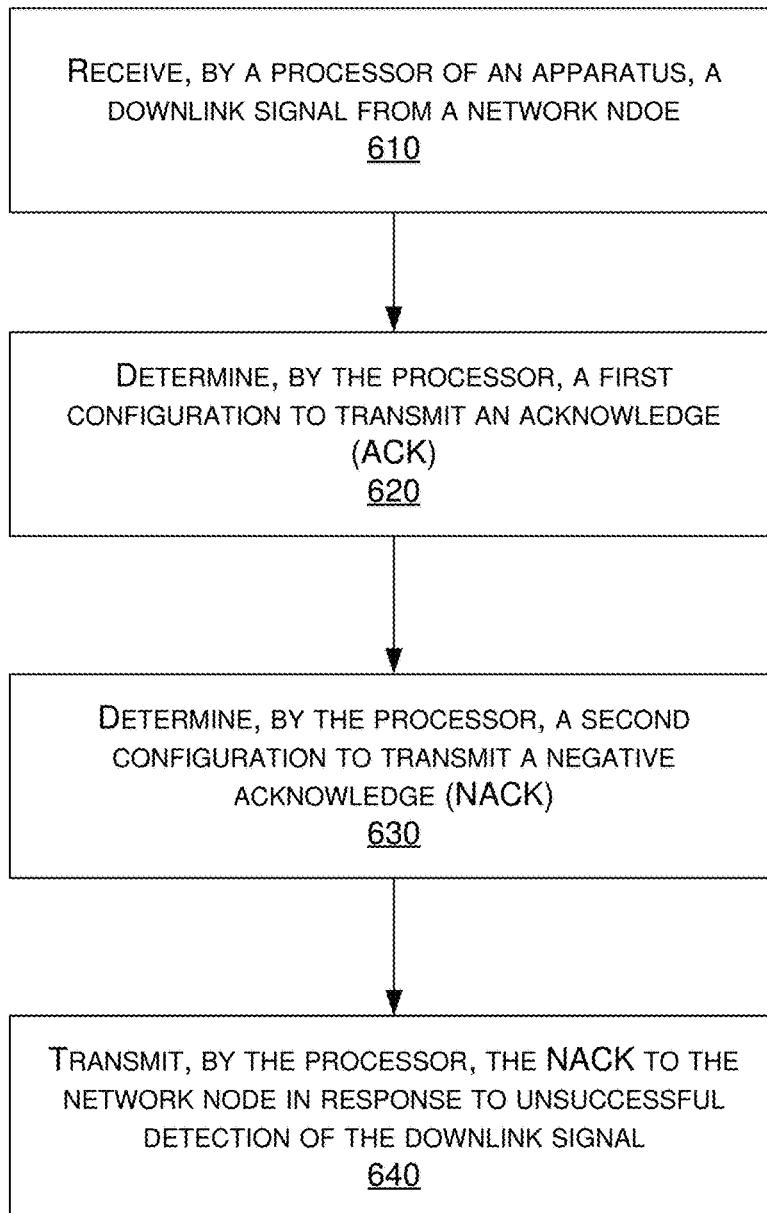 RECEIVE, BY A PROCESSOR OF AN APPARATUS, A
DOWNLINK SIGNAL FROM A NETWORK NDOE
610
DETERMINE, BY THE PROCESSOR, A FIRST
CONFIGURATION TO TRANSMIT AN ACKNOWLEDGE
(ACK)
620
DETERMINE, BY THE PROCESSOR, A SECOND
CONFIGURATION TO TRANSMIT A NEGATIVE
ACKNOWLEDGE (NACK)
630
TRANSMIT, BY THE PROCESSOR, THE NACK TO THE
NETWORK NODE IN RESPONSE TO UNSUCCESSFUL
DETECTION OF THE DOWNLINK SIGNAL
640